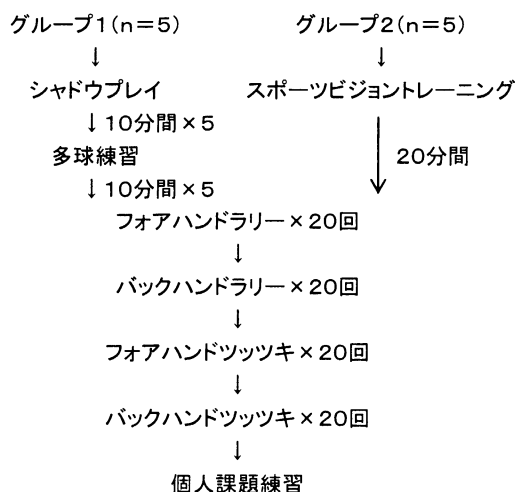 グループ1(n=5) グループ2(n=5)
↓ ↓
シャドウプレイ スポーツビジョントレーニング
↓10分間×5
多球練習 20分間
↓10分間×5
フォアハンドラリー×20回
↓
バックハンドラリー×20回
↓
フォアハンドツッツキ×20回
↓
バックハンドツッツキ×20回
↓
個人課題練習